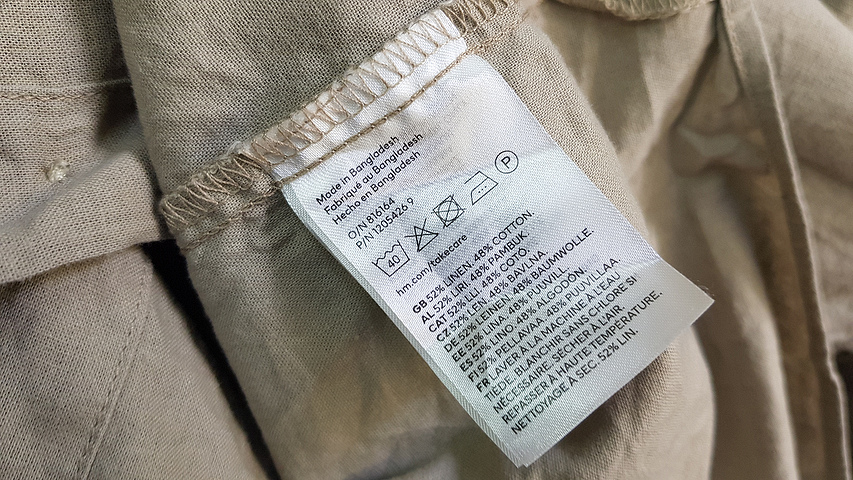 Made in Bangladesh
Fabriqué au Bangladesh
Hecho en Bangladesh
O/N 816164
P/N 1205426 9
40
P
hm.com/takacare
GB 52% LINEN. 48% COTTON.
AL 52% LIRI. 48% PAMBUK.
CAT 52% LLI. 48% COTÓ.
CZ 52% LEN. 48% BAVLNA.
DE 52% LEINEN. 48% BAUMWOLLE.
EE 52% LINA. 48% PUUVILL
ES 52% LINO. 48% ALGODÓN.
FI 52% PELLAVAA. 48% PUUVILLAA.
FR LAVER À LA MACHINE À L'EAU
TIÈDE, BLANCHIR SANS CHLORE SI
NÉCESSAIRE. SÉCHER À L'AIR.
REPASSER À HAUTE TEMPÉRATURE.
NETTOYAGE À SEC. 52% LIN.